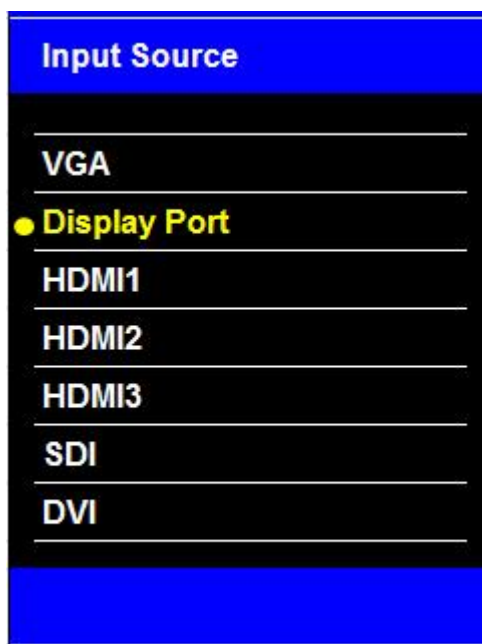 Input Source
VGA
Display Port
HDMI1
HDMI2
HDMI3
SDI
DVI